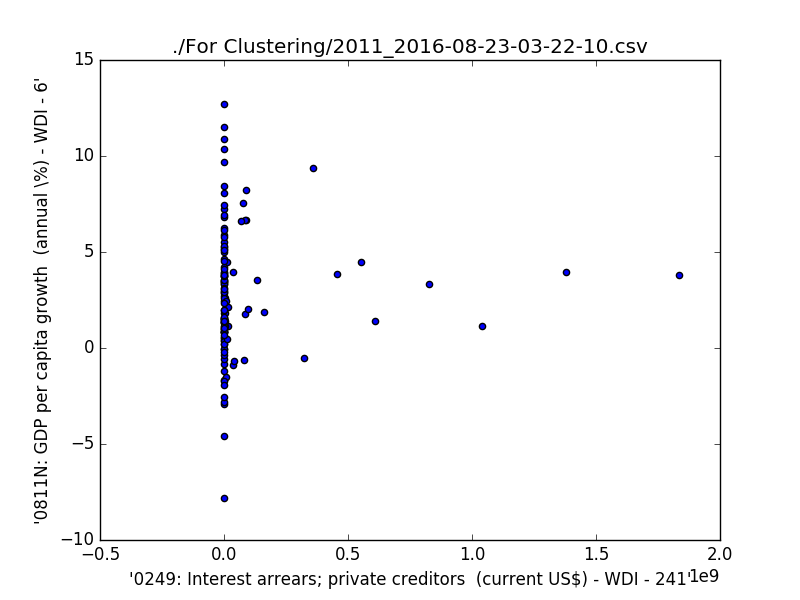 ./For Clustering/2011_2016-08-23-03-22-10.csv
15
10
5
0
−5
−10
'0811N: GDP per capita growth  (annual \%) - WDI - 6'
−0.5 0.0 0.5 1.0 1.5 2.0
1e9
'0249: Interest arrears; private creditors  (current US$) - WDI - 241'